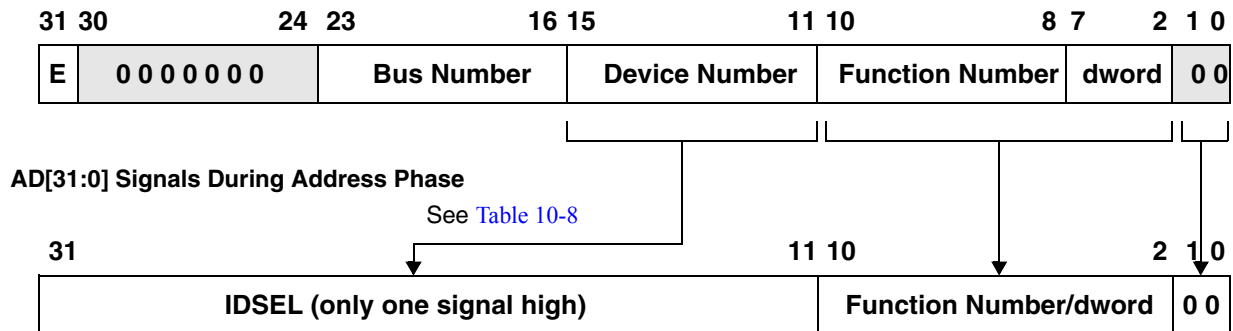 31 30 24 23 16 15 11 10 8 7 2 1 0
E 0 0 0 0 0 0 0 Bus Number Device Number Function Number dword 0 0
AD[31:0] Signals During Address Phase
See Table 10-8
31 11 10 2 1 0
IDSEL (only one signal high) Function Number/dword 0 0